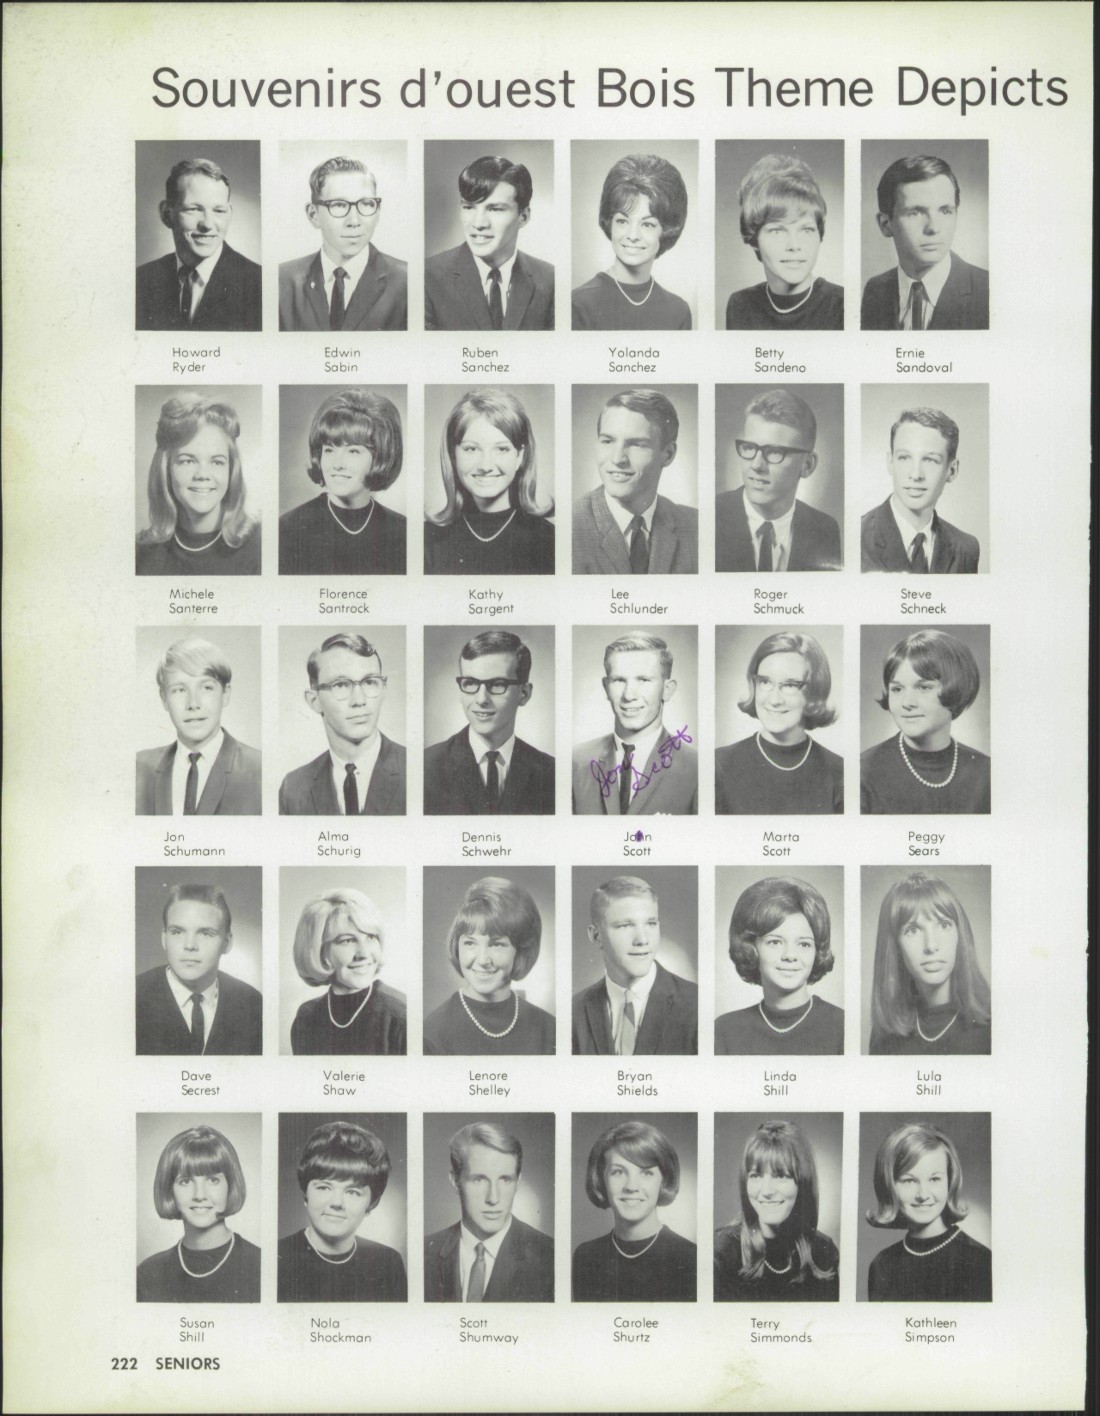 Souvenirs d'ouest Bois Theme Depicts
Howard Ryder
Edwin Sabin
Ruben Sanchez
Yolanda Sanchez
Betty Sandeno
Ernie Sandoval
Michele Santerre
Florence Santrock
Kathy Sargent
Lee Schlunder
Roger Schmuck
Steve Schneck
Jon Scott
Jon Schumann
Alma Schurig
Dennis Schwehr
Scott
Marta Scott
Peggy Sears
Dave Secrest
Valerie Shaw
Lenore Shelley
Bryan Shields
Linda Shill
Lula Shill
Susan Shill
Nola Shockman
Scott Shumway
Carolee Shurtz
Terry Simmonds
Kathleen Simpson
222 SENIORS